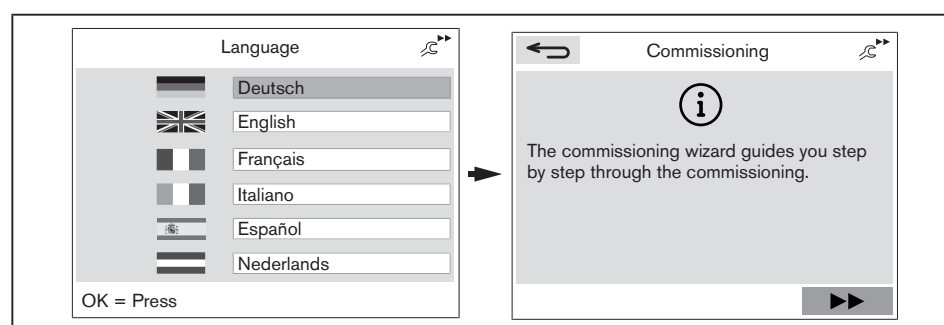 Language
Deutsch
English
Français
Italiano
Español
Nederlands
OK = Press
Commissioning
i
The commissioning wizard guides you step
by step through the commissioning.